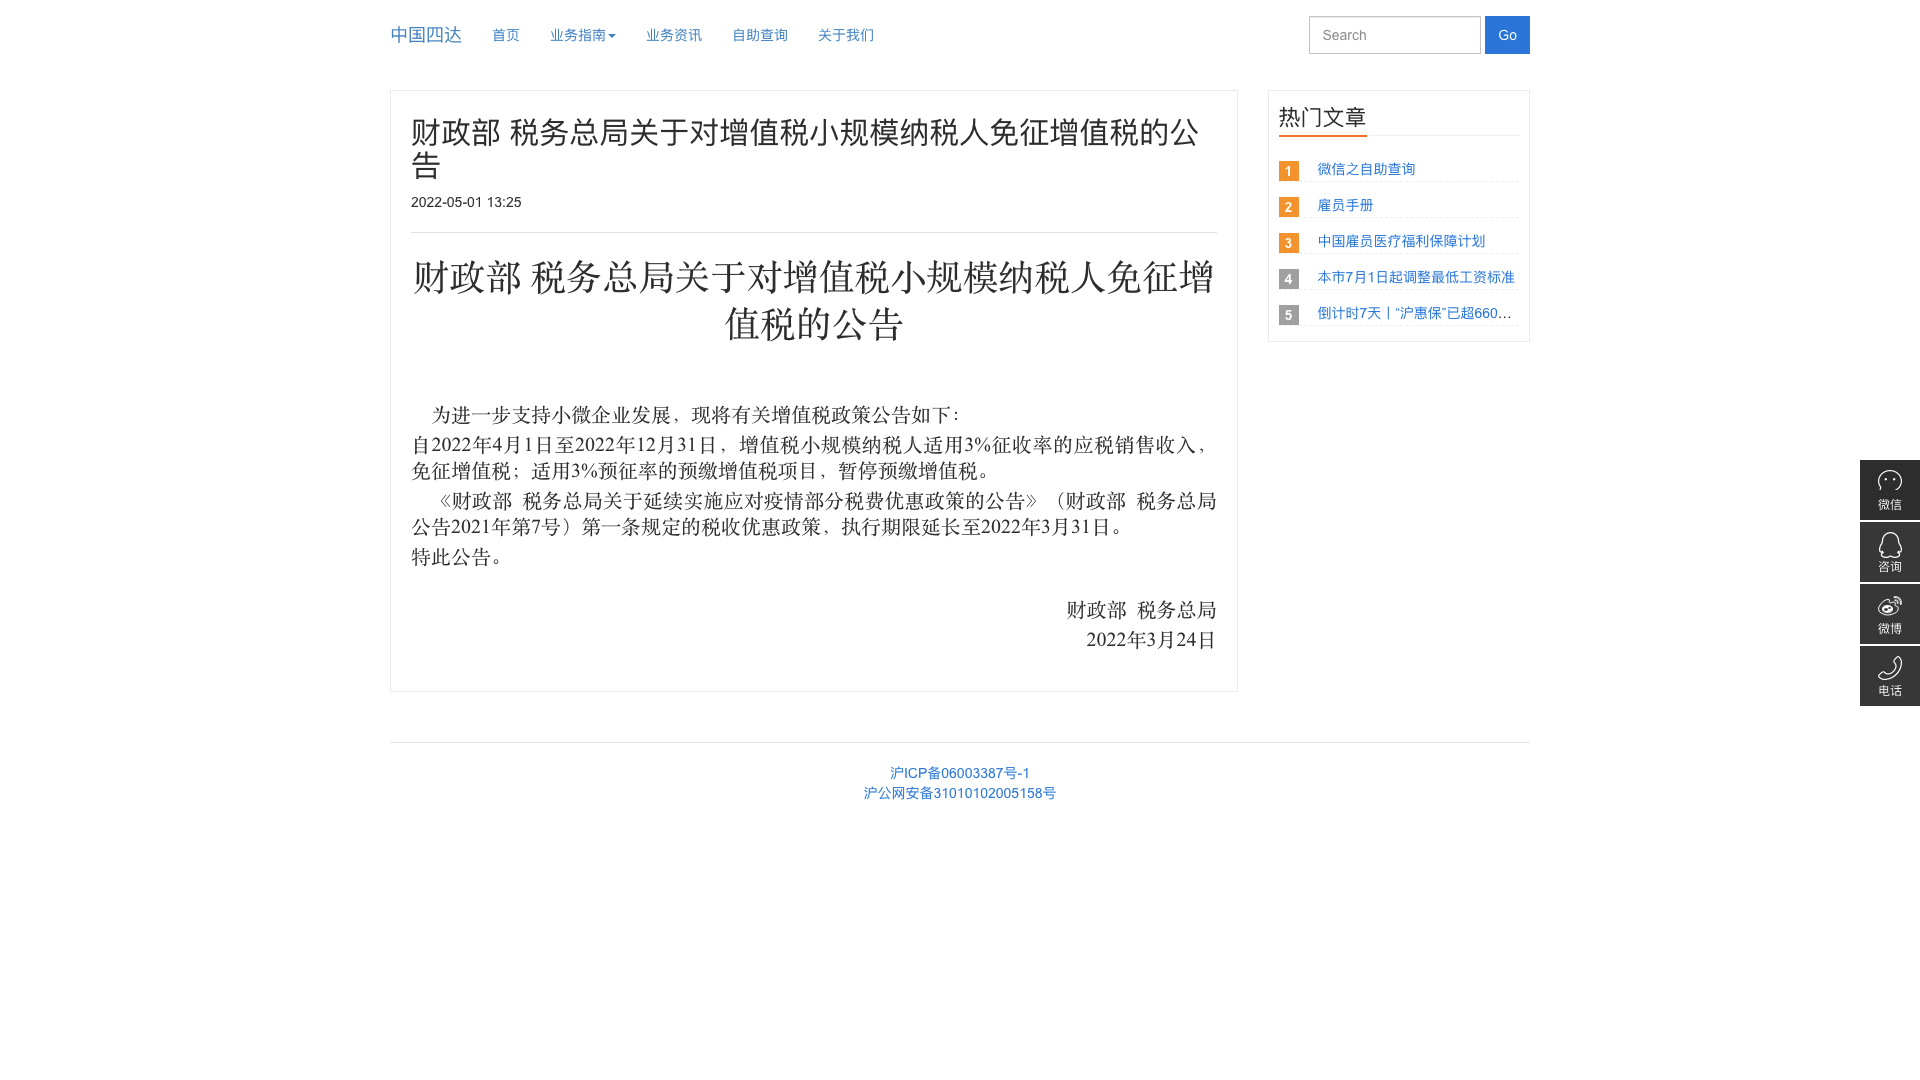 中国四达
首页
业务指南
业务资讯
自助查询
关于我们
Search
Go
财政部 税务总局关于对增值税小规模纳税人免征增值税的公
告
2022-05-01 13:25
财政部 税务总局关于对增值税小规模纳税人免征增
值税的公告
为进一步支持小微企业发展，现将有关增值税政策公告如下：
自2022年4月1日至2022年12月31日，增值税小规模纳税人适用3%征收率的应税销售收入，
免征增值税；适用3%预征率的预缴增值税项目，暂停预缴增值税。
《财政部 税务总局关于延续实施应对疫情部分税费优惠政策的公告》（财政部 税务总局
公告2021年第7号）第一条规定的税收优惠政策，执行期限延长至2022年3月31日。
特此公告。
财政部 税务总局
2022年3月24日
热门文章
1 微信之自助查询
2 雇员手册
3 中国雇员医疗福利保障计划
4 本市7月1日起调整最低工资标准
5 倒计时7天丨“沪惠保”已超660…
微信
咨询
微博
电话
沪ICP备06003387号-1
沪公网安备31010102005158号